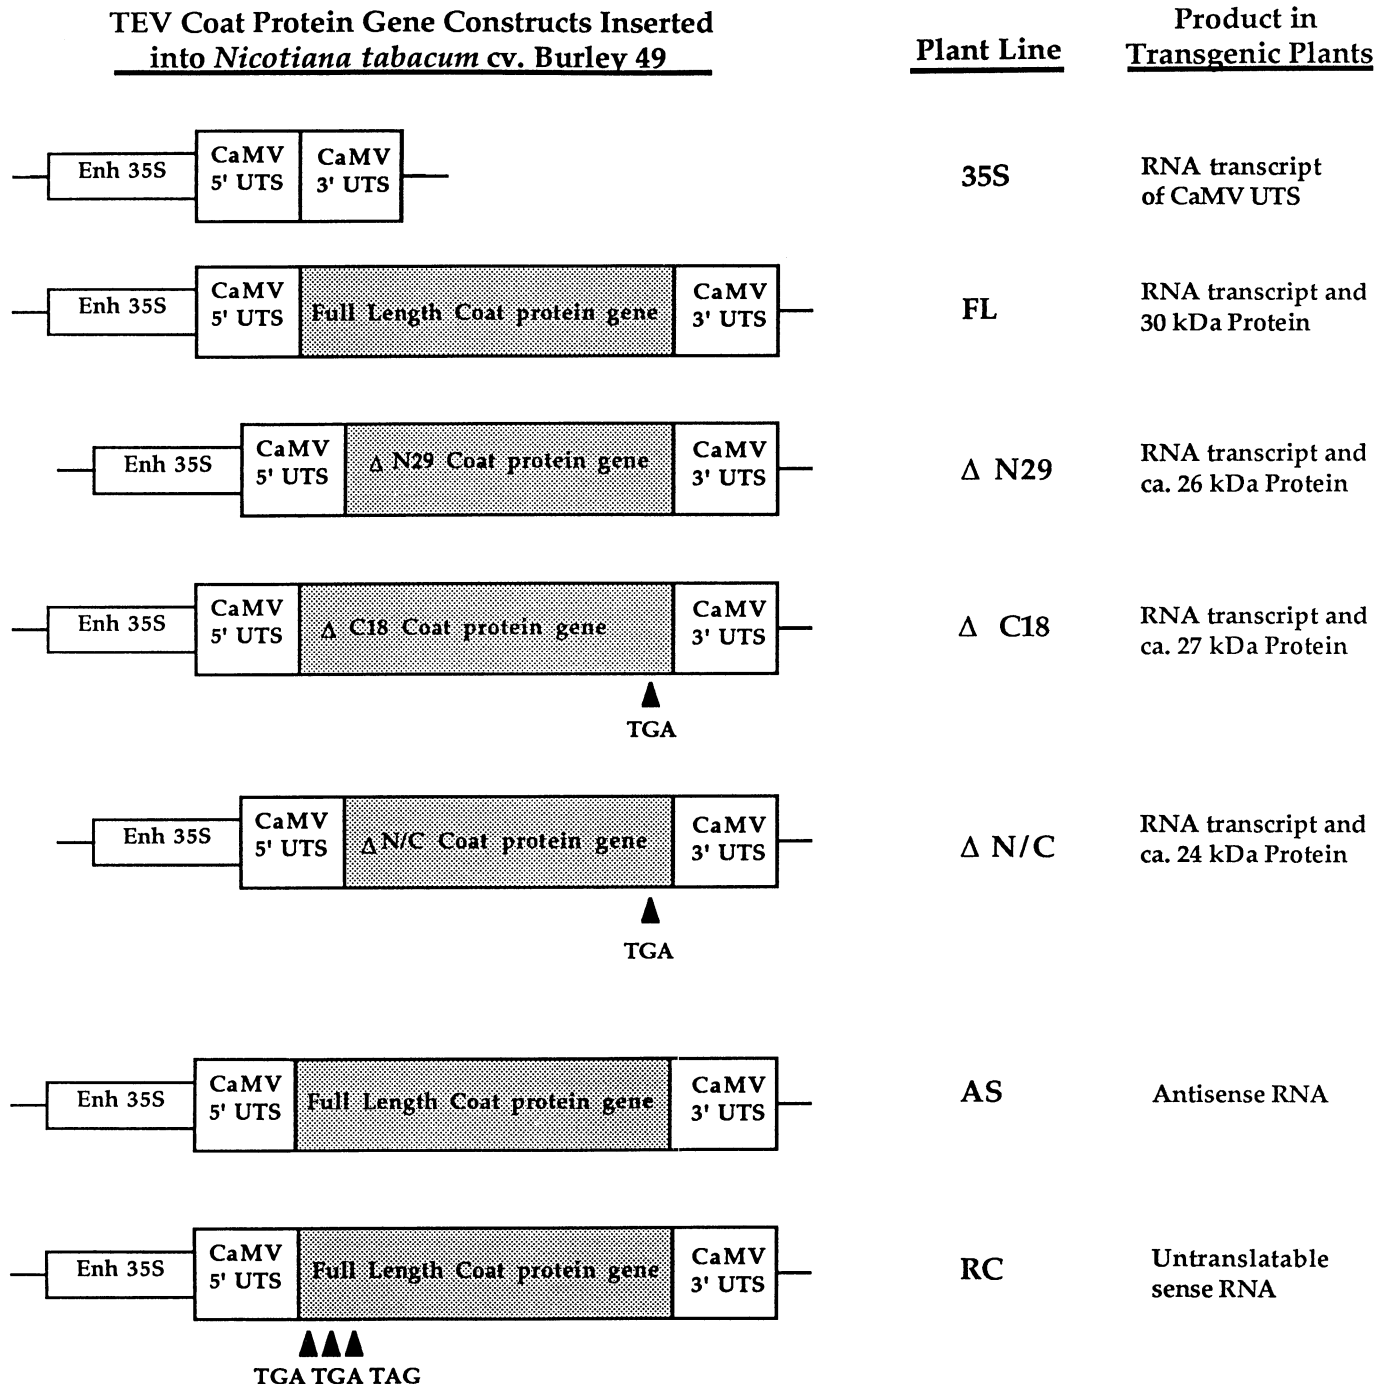 TEV Coat Protein Gene Constructs Inserted
into Nicotiana tabacum cv. Burley 49
Plant Line
Product in
Transgenic Plants
Enh 35S
CaMV
5' UTS
CaMV
3' UTS
35S
RNA transcript
of CaMV UTS
Enh 35S
CaMV
5' UTS
Full Length Coat protein gene
CaMV
3' UTS
FL
RNA transcript and
30 kDa Protein
Enh 35S
CaMV
5' UTS
Δ N29 Coat protein gene
CaMV
3' UTS
Δ N29
RNA transcript and
ca. 26 kDa Protein
Enh 35S
CaMV
5' UTS
Δ C18 Coat protein gene
CaMV
3' UTS
TGA
Δ C18
RNA transcript and
ca. 27 kDa Protein
Enh 35S
CaMV
5' UTS
Δ N/C Coat protein gene
CaMV
3' UTS
TGA
Δ N/C
RNA transcript and
ca. 24 kDa Protein
Enh 35S
CaMV
5' UTS
Full Length Coat protein gene
CaMV
3' UTS
AS
Antisense RNA
Enh 35S
CaMV
5' UTS
Full Length Coat protein gene
CaMV
3' UTS
TGA TGA TAG
RC
Untranslatable
sense RNA